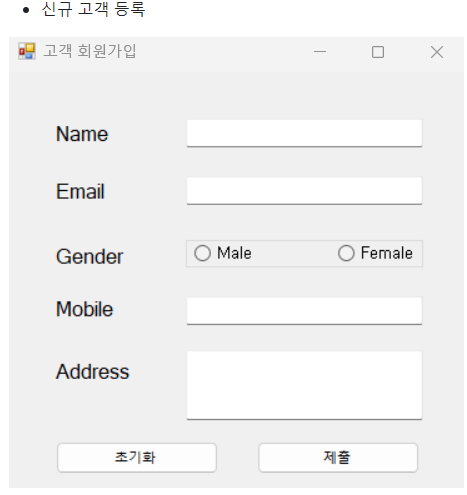 • 신규 고객 등록
고객 회원가입
Name
Email
Gender Male Female
Mobile
Address
초기화 제출